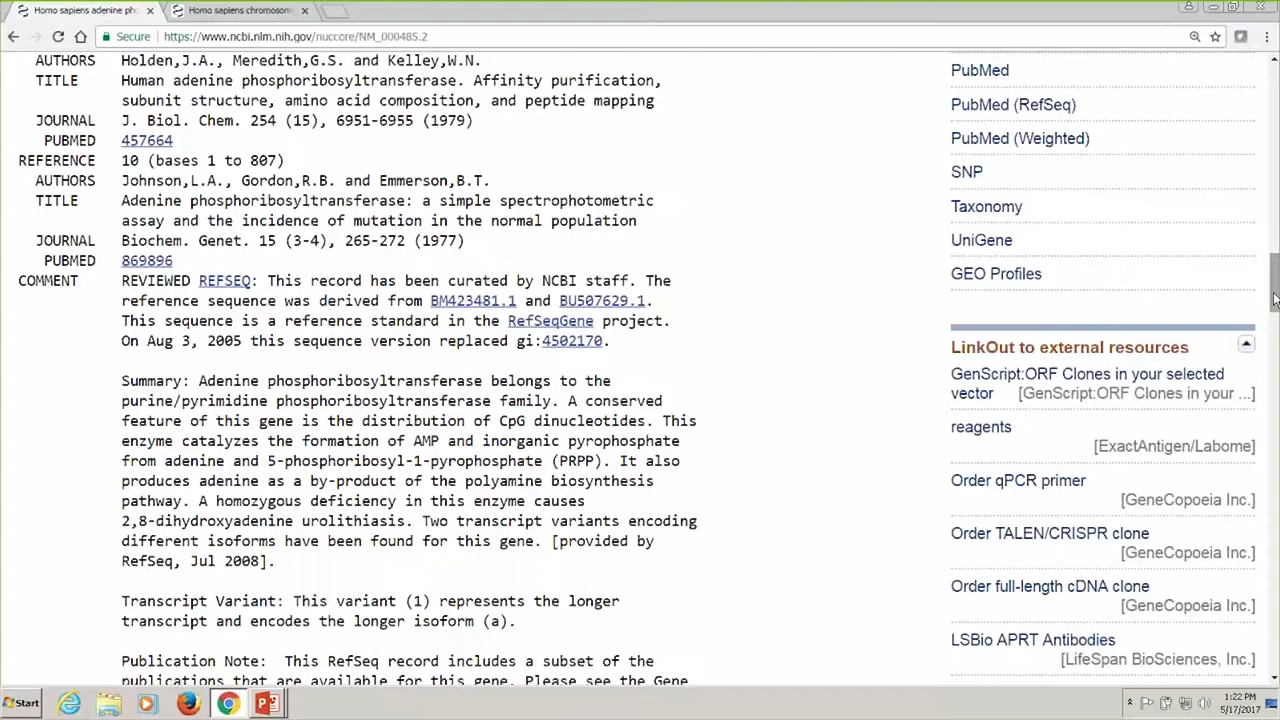 Homo sapiens adenine pho
Homo sapiens chromosom
Secure
https://www.ncbi.nlm.nih.gov/nuccore/NM_000485.2
AUTHORS Holden,J.A., Meredith,G.S. and Kelley,W.N.
TITLE Human adenine phosphoribosyltransferase. Affinity purification,
subunit structure, amino acid composition, and peptide mapping
JOURNAL J. Biol. Chem. 254 (15), 6951-6955 (1979)
PUBMED 457664
REFERENCE 10 (bases 1 to 807)
AUTHORS Johnson,L.A., Gordon,R.B. and Emmerson,B.T.
TITLE Adenine phosphoribosyltransferase: a simple spectrophotometric
assay and the incidence of mutation in the normal population
JOURNAL Biochem. Genet. 15 (3-4), 265-272 (1977)
PUBMED 869896
COMMENT REVIEWED REFSEQ: This record has been curated by NCBI staff. The
reference sequence was derived from BM423481.1 and BU507629.1.
This sequence is a reference standard in the RefSeqGene project.
On Aug 3, 2005 this sequence version replaced gi:4502170.
Summary: Adenine phosphoribosyltransferase belongs to the
purine/pyrimidine phosphoribosyltransferase family. A conserved
feature of this gene is the distribution of CpG dinucleotides. This
enzyme catalyzes the formation of AMP and inorganic pyrophosphate
from adenine and 5-phosphoribosyl-1-pyrophosphate (PRPP). It also
produces adenine as a by-product of the polyamine biosynthesis
pathway. A homozygous deficiency in this enzyme causes
2,8-dihydroxyadenine urolithiasis. Two transcript variants encoding
different isoforms have been found for this gene. [provided by
RefSeq, Jul 2008].
Transcript Variant: This variant (1) represents the longer
transcript and encodes the longer isoform (a).
Publication Note:  This RefSeq record includes a subset of the
publications that are available for this gene. Please see the Gene
PubMed
PubMed (RefSeq)
PubMed (Weighted)
SNP
Taxonomy
UniGene
GEO Profiles
LinkOut to external resources
GenScript:ORF Clones in your selected
vector [GenScript:ORF Clones in your ...]
reagents
[ExactAntigen/Labome]
Order qPCR primer
[GeneCopoeia Inc.]
Order TALEN/CRISPR clone
[GeneCopoeia Inc.]
Order full-length cDNA clone
[GeneCopoeia Inc.]
LSBio APRT Antibodies
[LifeSpan BioSciences, Inc.]
Start
1:22 PM
5/17/2017